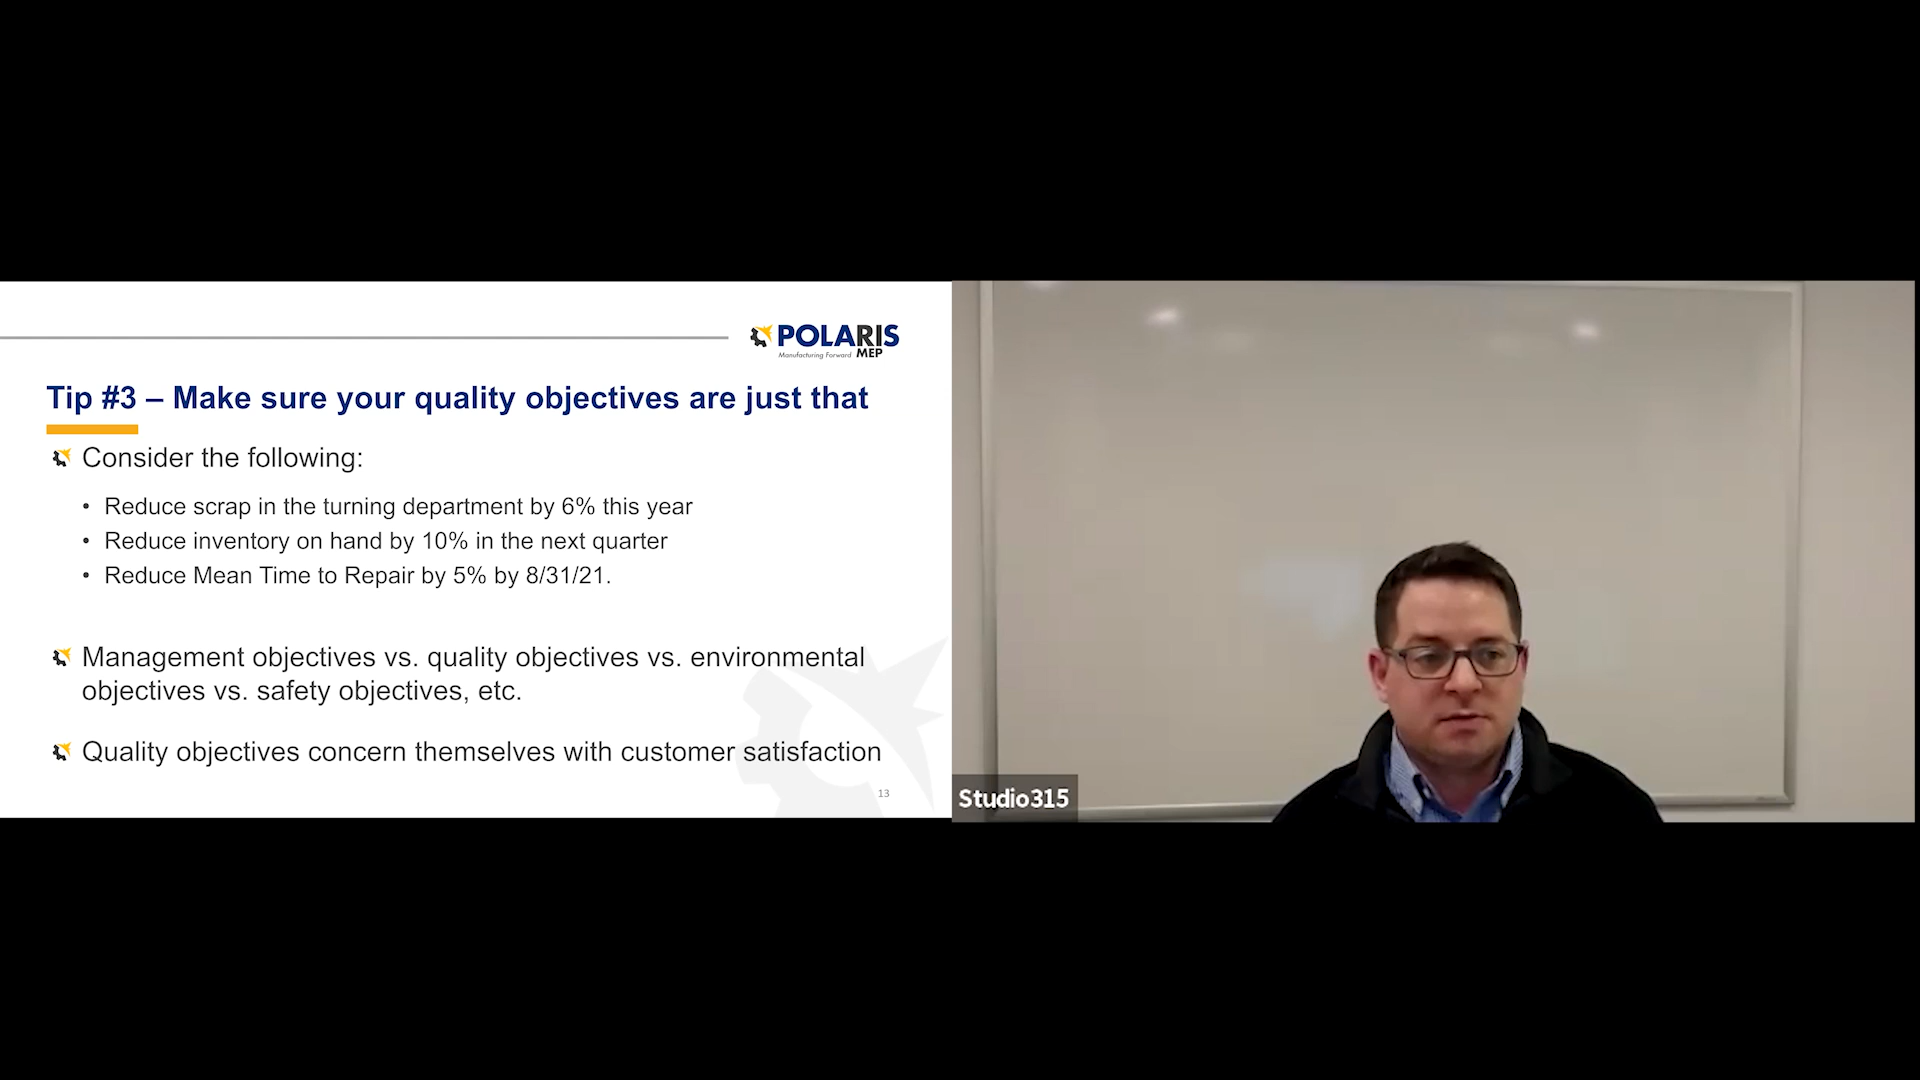 POLARIS
Manufacturing Forward MEP
Tip #3 – Make sure your quality objectives are just that
Consider the following:
• Reduce scrap in the turning department by 6% this year
• Reduce inventory on hand by 10% in the next quarter
• Reduce Mean Time to Repair by 5% by 8/31/21.
Management objectives vs. quality objectives vs. environmental
objectives vs. safety objectives, etc.
Quality objectives concern themselves with customer satisfaction
13
Studio315